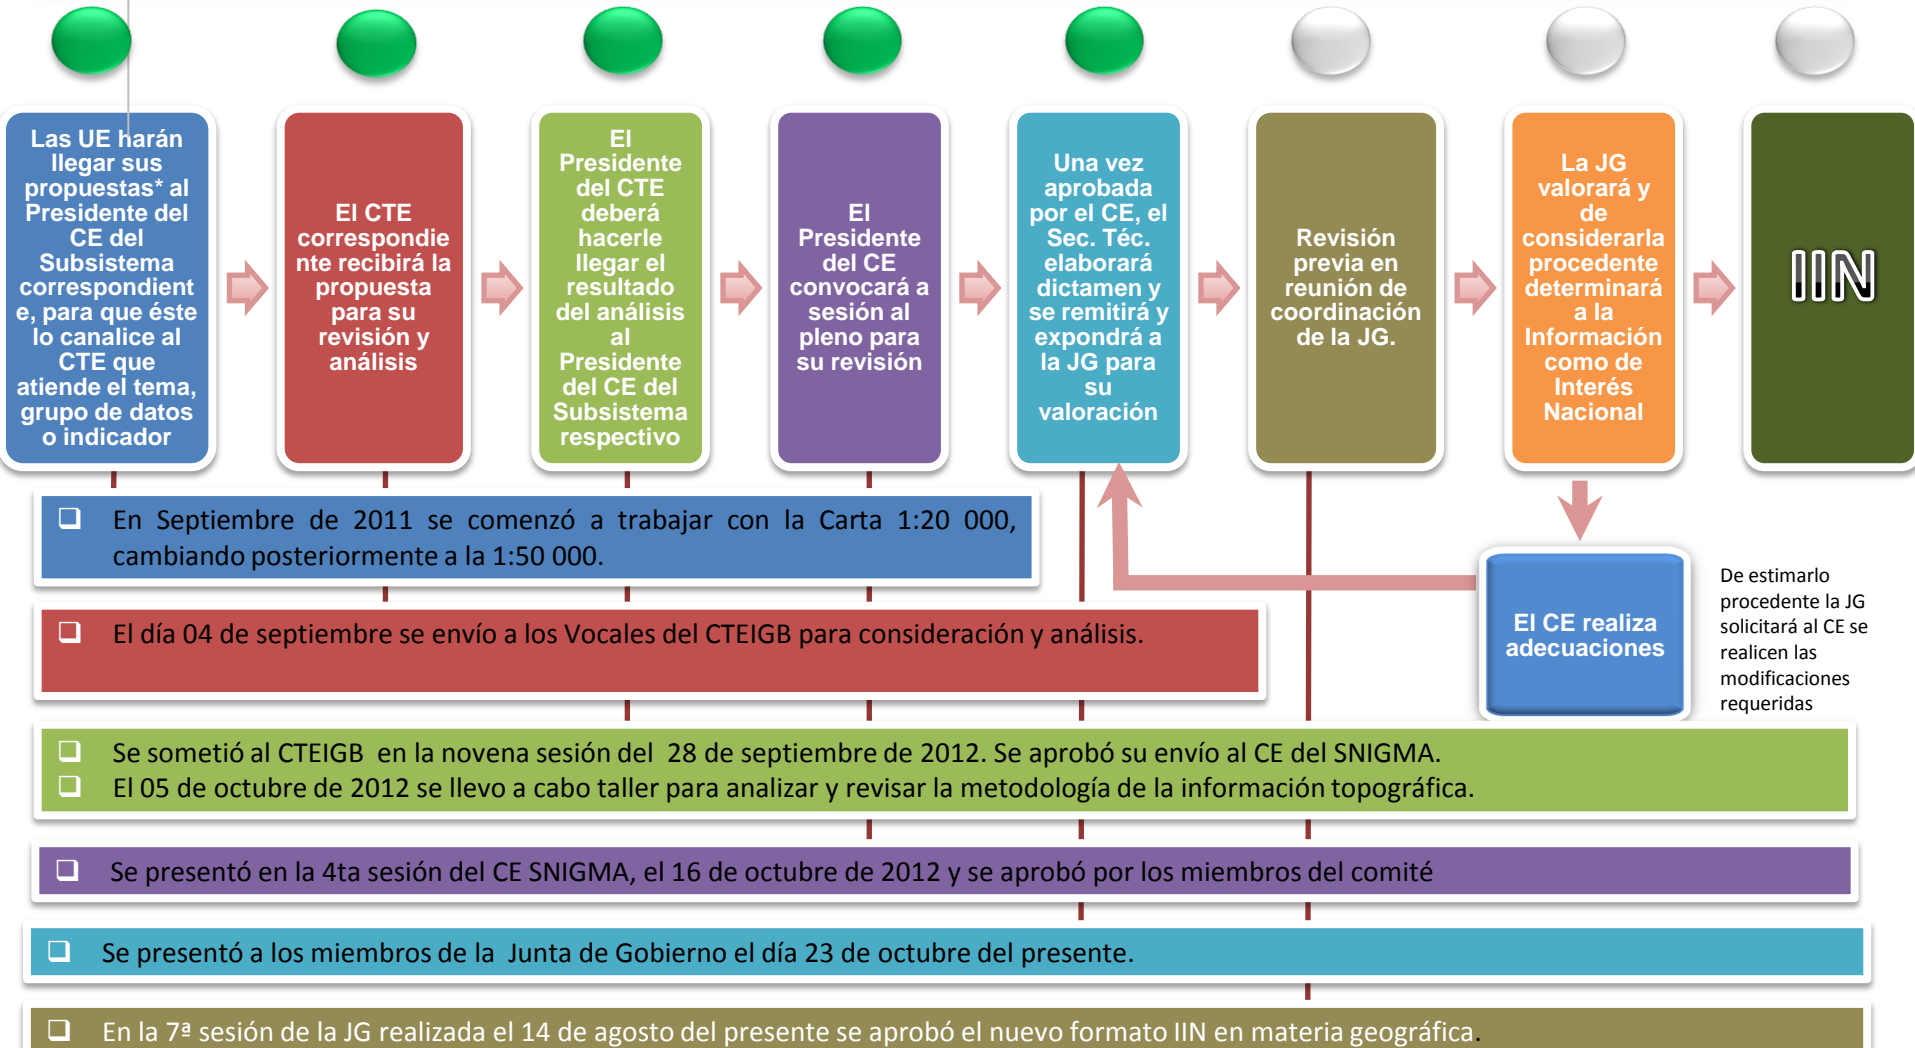 Las UE harán
llegar sus
propuestas* al
Presidente del
CE del
Subsistema
correspondient
e, para que éste
lo canalice al
CTE que
atiende el tema,
grupo de datos
o indicador
El CTE
correspondie
nte recibirá la
propuesta
para su
revisión y
análisis
El
Presidente
del CTE
deberá
hacerle
llegar el
resultado
del análisis
al
Presidente
del CE del
Subsistema
respectivo
El
Presidente
del CE
convocará a
sesión al
pleno para
su revisión
Una vez
aprobada
por el CE, el
Sec. Téc.
elaborará
dictamen y
se remitirá y
expondrá a
la JG para
su
valoración
Revisión
previa en
reunión de
coordinación
de la JG.
La JG
valorará y
de
considerarla
procedente
determinará
a la
Información
como de
Interés
Nacional
IIN
En Septiembre de 2011 se comenzó a trabajar con la Carta 1:20 000,
cambiando posteriormente a la 1:50 000.
El CE realiza
adecuaciones
De estimarlo
procedente la JG
solicitará al CE se
realicen las
modificaciones
requeridas
El día 04 de septiembre se envío a los Vocales del CTEIGB para consideración y análisis.
Se sometió al CTEIGB en la novena sesión del 28 de septiembre de 2012. Se aprobó su envío al CE del SNIGMA.
El 05 de octubre de 2012 se llevo a cabo taller para analizar y revisar la metodología de la información topográfica.
Se presentó en la 4ta sesión del CE SNIGMA, el 16 de octubre de 2012 y se aprobó por los miembros del comité
Se presentó a los miembros de la Junta de Gobierno el día 23 de octubre del presente.
En la 7ª sesión de la JG realizada el 14 de agosto del presente se aprobó el nuevo formato IIN en materia geográfica.